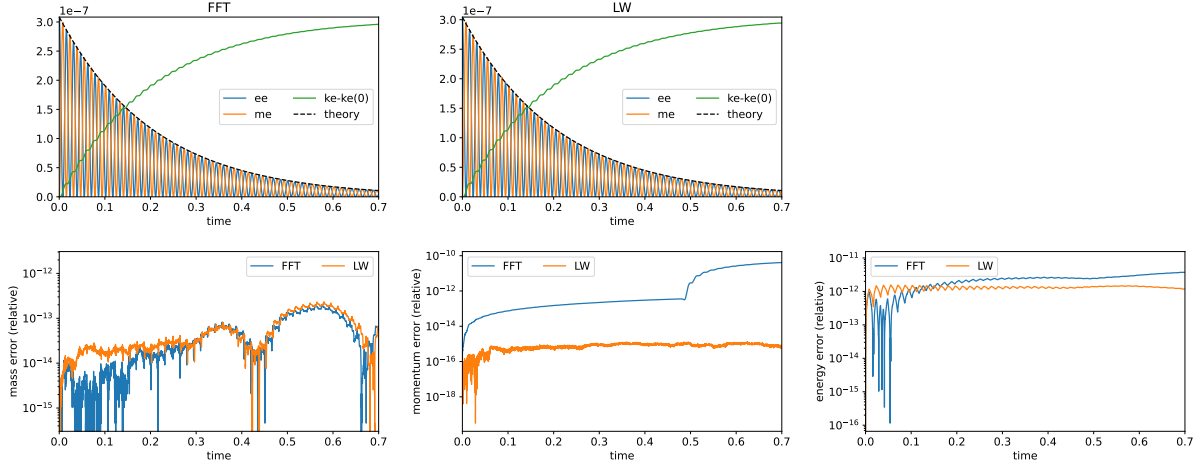 FFT
1e−7
3.0
2.5
2.0
1.5
1.0
0.5
0.0
ee
me
ke-ke(0)
theory
0.0 0.1 0.2 0.3 0.4 0.5 0.6 0.7
time
LW
1e−7
3.0
2.5
2.0
1.5
1.0
0.5
0.0
ee
me
ke-ke(0)
theory
0.0 0.1 0.2 0.3 0.4 0.5 0.6 0.7
time
mass error (relative)
10⁻¹²
10⁻¹³
10⁻¹⁴
10⁻¹⁵
FFT LW
0.0 0.1 0.2 0.3 0.4 0.5 0.6 0.7
time
momentum error (relative)
10⁻¹⁰
10⁻¹²
10⁻¹⁴
10⁻¹⁶
10⁻¹⁸
FFT LW
0.0 0.1 0.2 0.3 0.4 0.5 0.6 0.7
time
energy error (relative)
10⁻¹¹
10⁻¹²
10⁻¹³
10⁻¹⁴
10⁻¹⁵
10⁻¹⁶
FFT LW
0.0 0.1 0.2 0.3 0.4 0.5 0.6 0.7
time